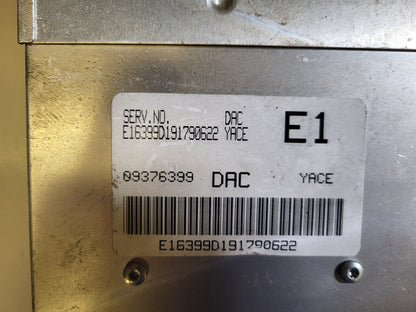 SERV.NO. DAC
E16399D191790622 YACE E1
09376399 DAC YACE
E16399D191790622